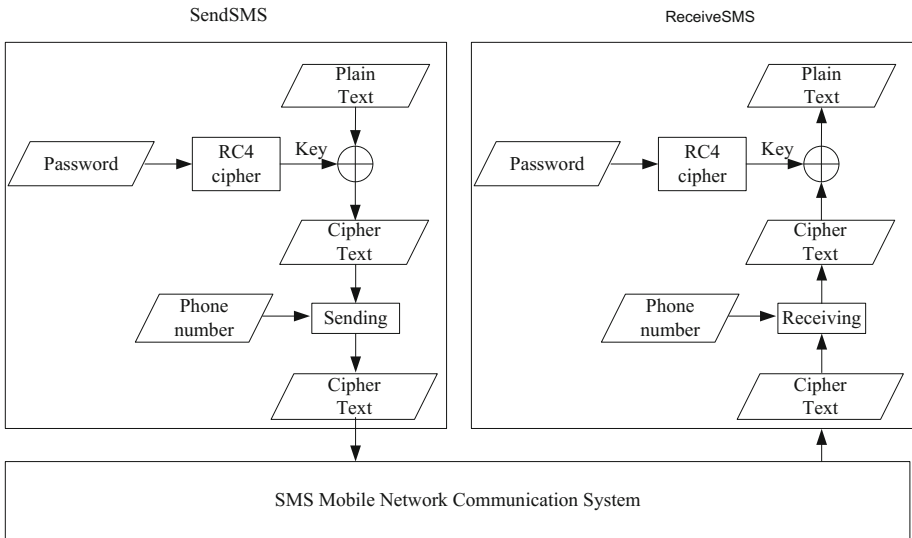 SendSMS
Plain
Text
Password
RC4
cipher
Key
Cipher
Text
Phone
number
Sending
Cipher
Text
ReceiveSMS
Plain
Text
Password
RC4
cipher
Key
Cipher
Text
Phone
number
Receiving
Cipher
Text
SMS Mobile Network Communication System